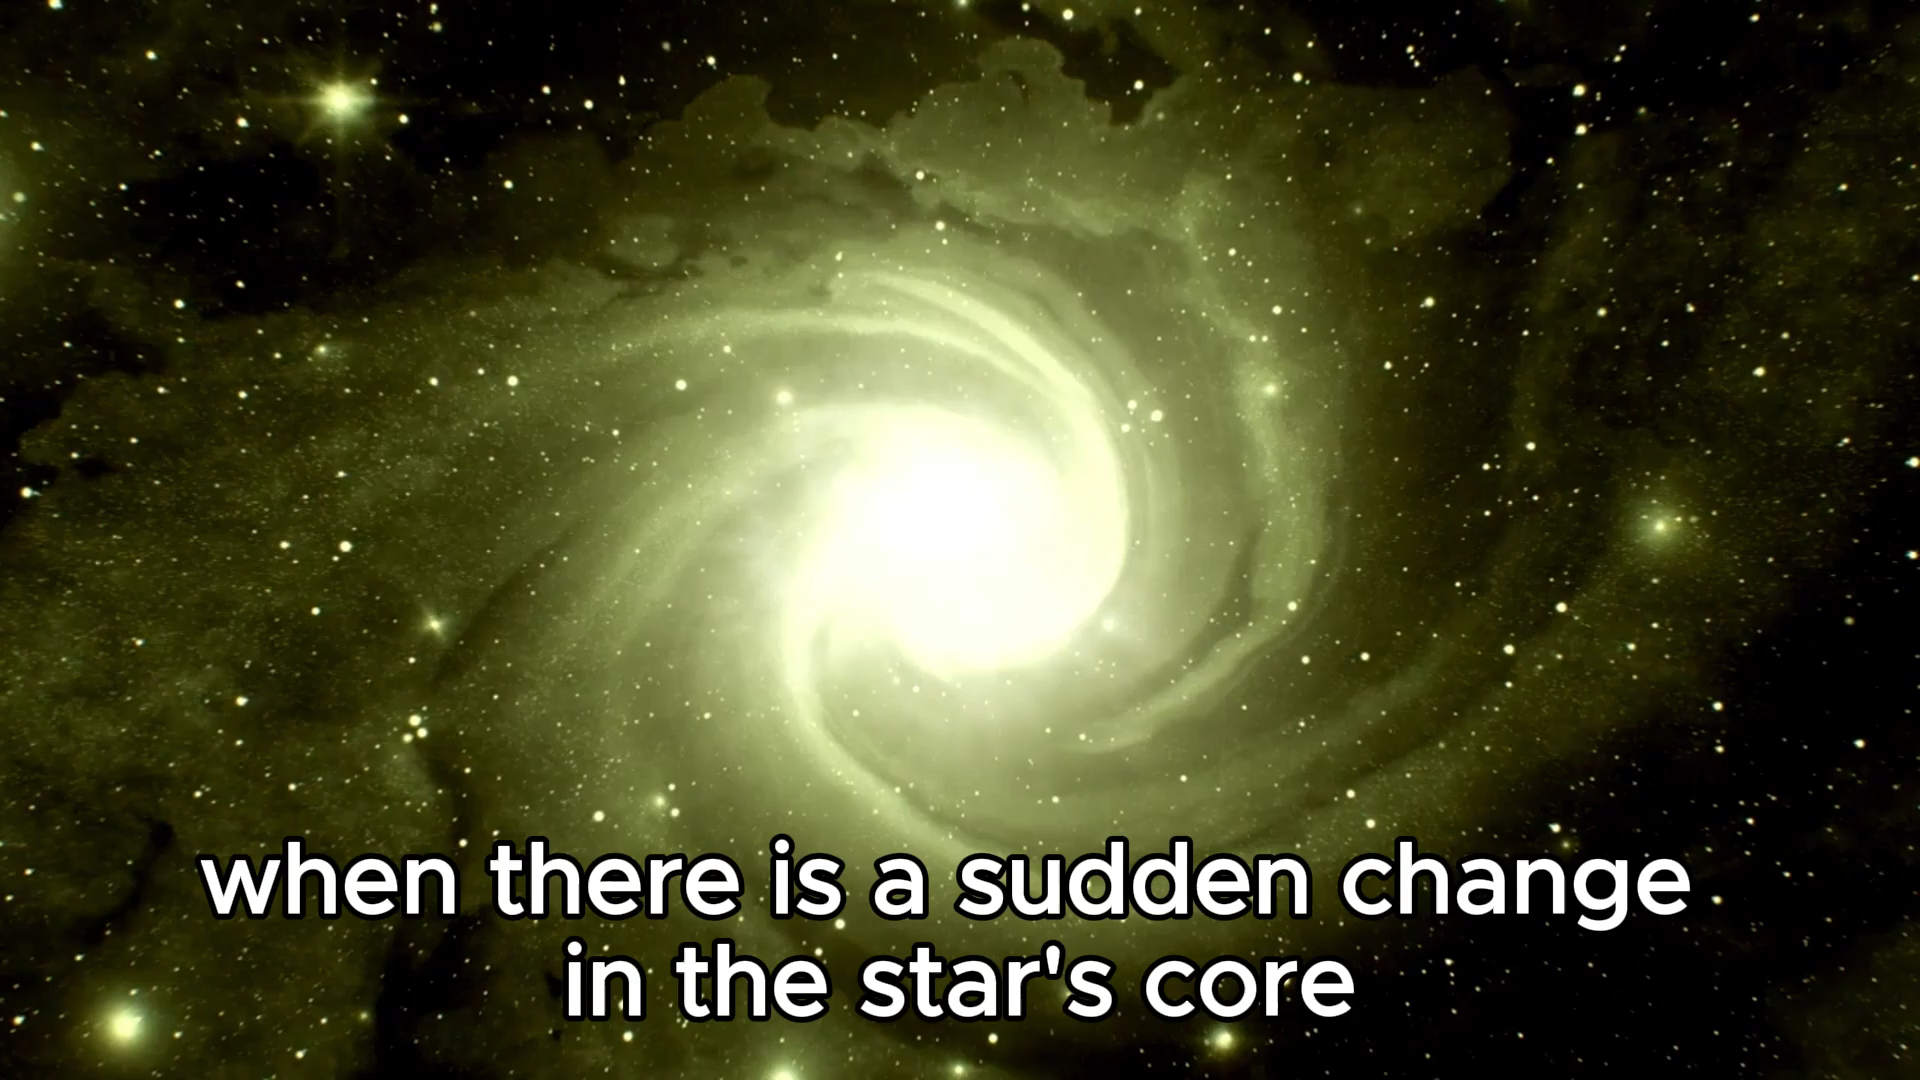 when there is a sudden change
in the star's core